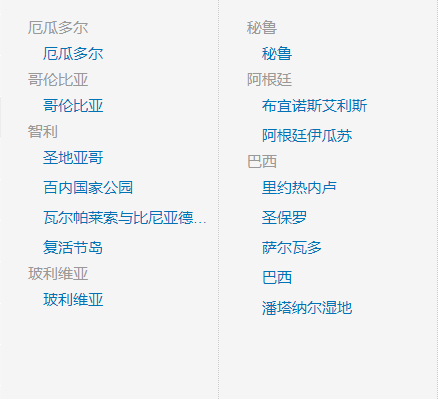 厄瓜多尔
厄瓜多尔
哥伦比亚
哥伦比亚
智利
圣地亚哥
百内国家公园
瓦尔帕莱索与比尼亚德...
复活节岛
玻利维亚
玻利维亚
秘鲁
秘鲁
阿根廷
布宜诺斯艾利斯
阿根廷伊瓜苏
巴西
里约热内卢
圣保罗
萨尔瓦多
巴西
潘塔纳尔湿地